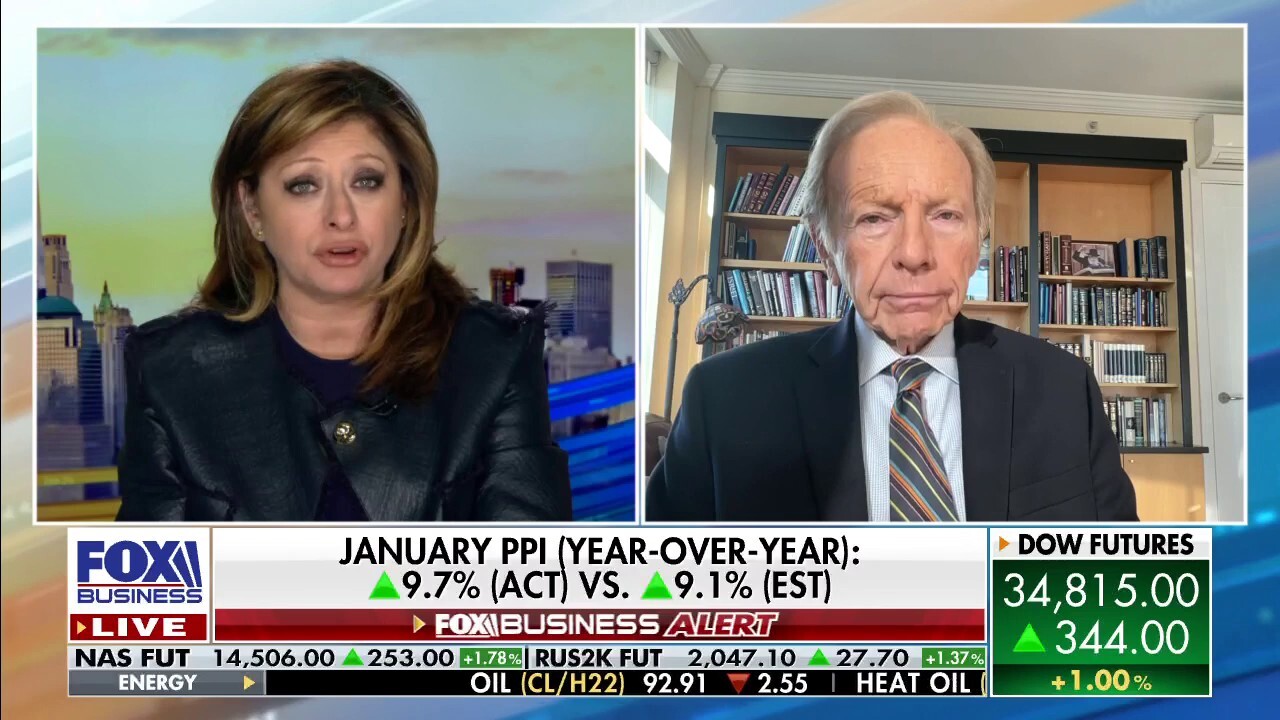 JANUARY PPI (YEAR-OVER-YEAR):
9.7% (ACT) VS. 9.1% (EST)
FOX BUSINESS ALERT
FOX
BUSINESS
LIVE
DOW FUTURES
34,815.00
344.00
+1.00%
NAS FUT 14,506.00 253.00 +1.78% RUS2K FUT 2,047.10 27.70 +1.37%
ENERGY OIL (CL/H22) 92.91 2.55 HEAT OIL (